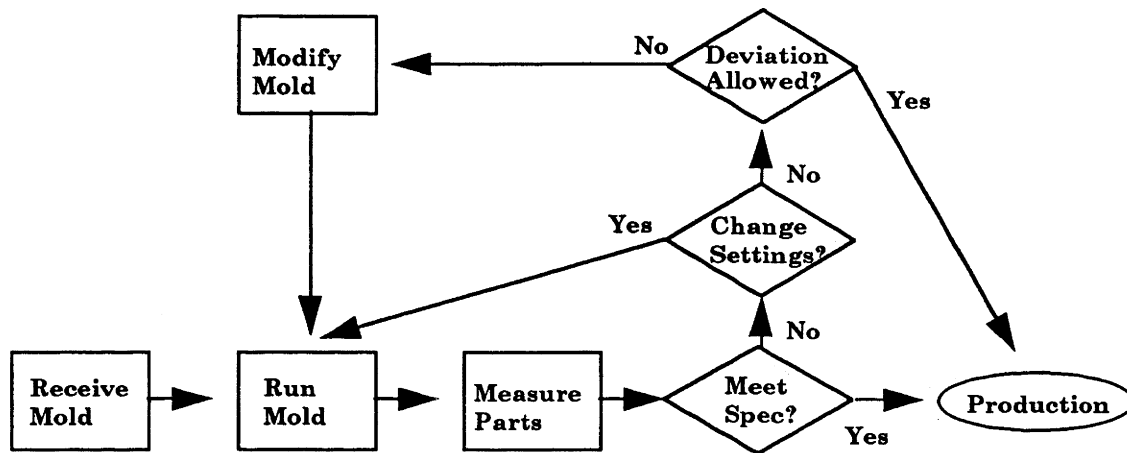 Modify
Mold
No
Deviation
Allowed?
Yes
No
Yes
Change
Settings?
No
Receive
Mold
Run
Mold
Measure
Parts
Meet
Spec?
Yes
Production